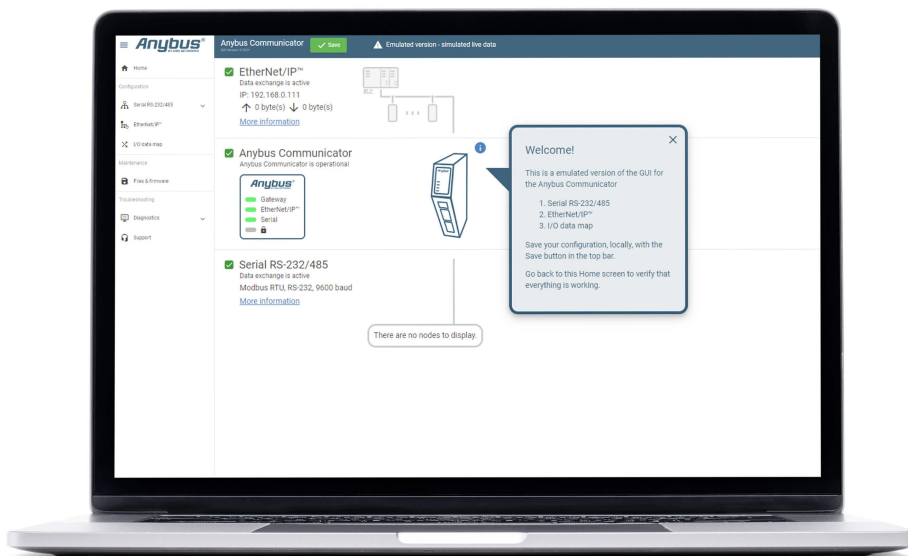 Anybus®
Anybus Communicator
Save
Emulated version - simulated live data
Home
Configuration
Serial RS-232/485
EtherNet/IP™
I/O data map
Maintenance
Files & firmware
Troubleshooting
Diagnostics
Support
EtherNet/IP™
Data exchange is active
IP: 192.168.0.111
0 byte(s) 0 byte(s)
More information
PLC
Anybus Communicator
Anybus Communicator is operational
Anybus®
Gateway
EtherNet/IP™
Serial
Serial RS-232/485
Data exchange is active
Modbus RTU, RS-232, 9600 baud
More information
There are no nodes to display.
Welcome!
This is a emulated version of the GUI for
the Anybus Communicator
1. Serial RS-232/485
2. EtherNet/IP™
3. I/O data map
Save your configuration, locally, with the
Save button in the top bar.
Go back to this Home screen to verify that
everything is working.